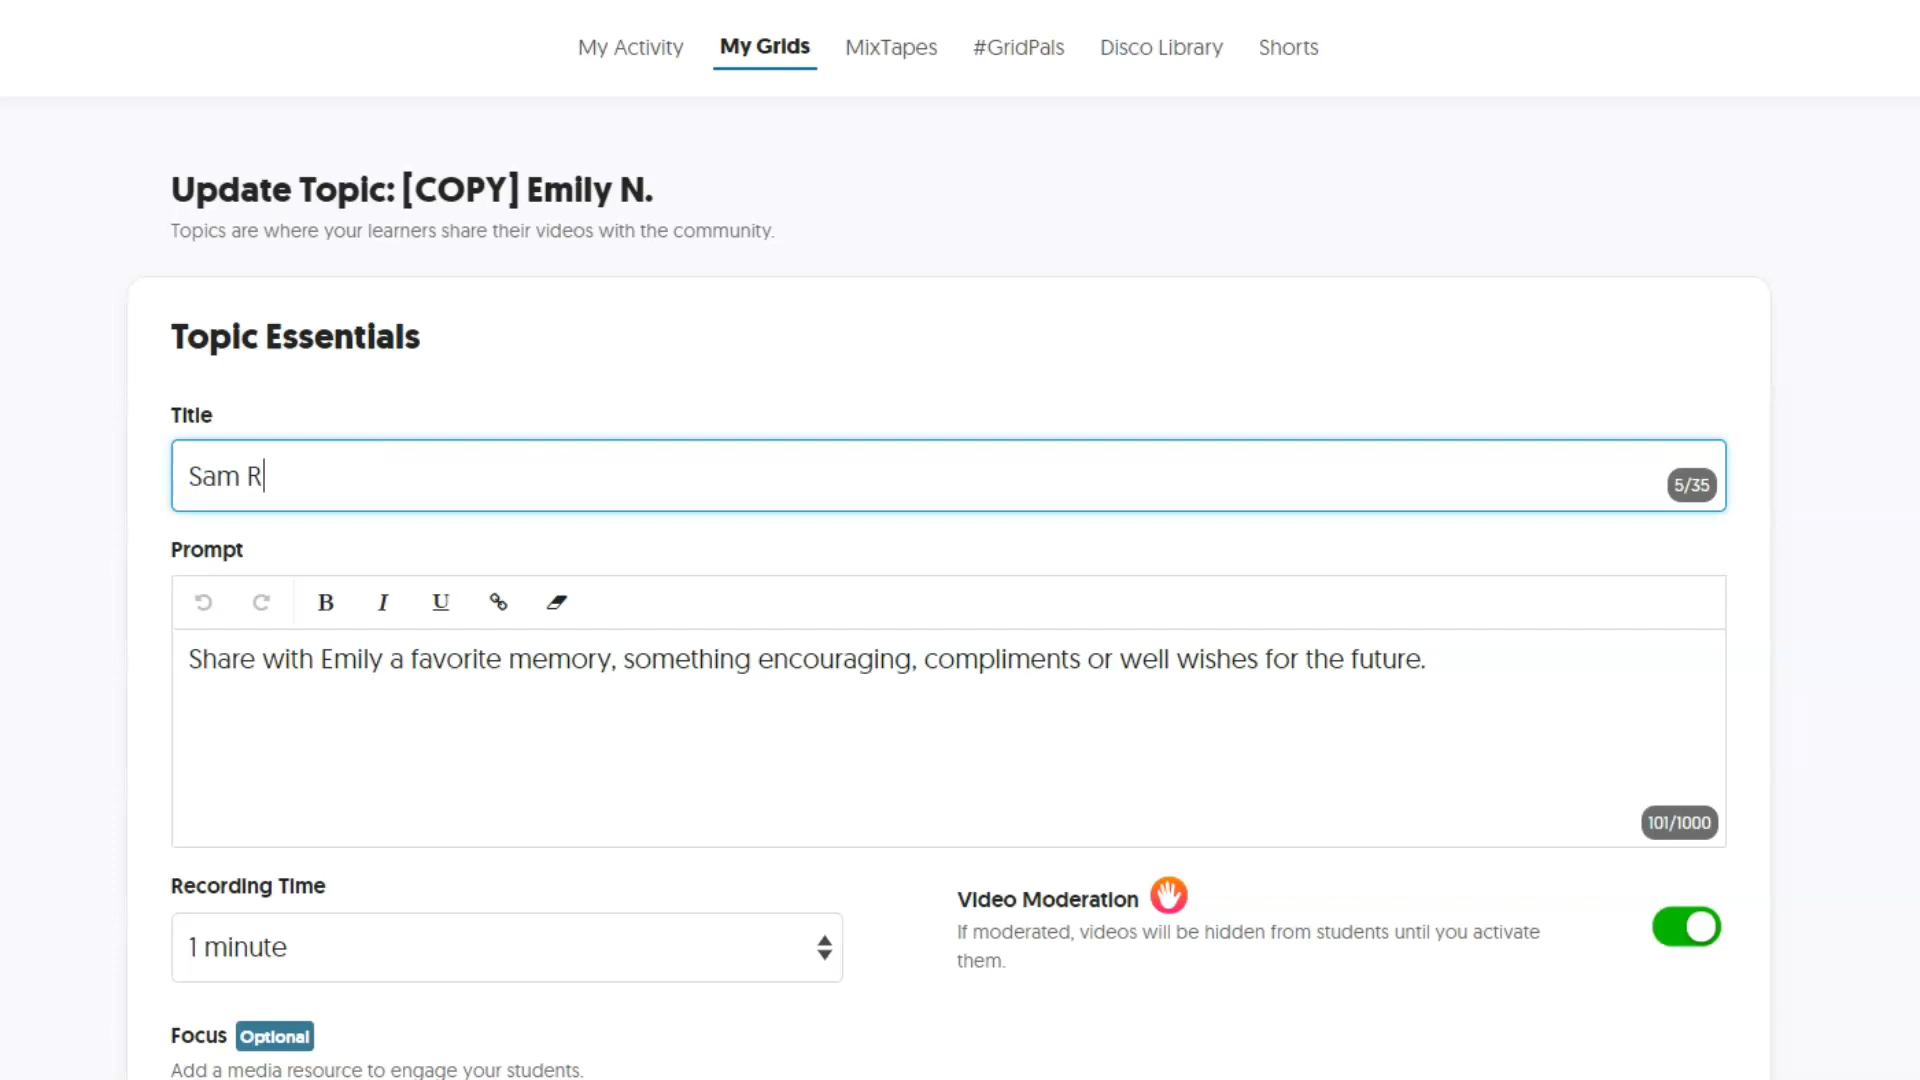 My Activity My Grids MixTapes #GridPals Disco Library Shorts
Update Topic: [COPY] Emily N.
Topics are where your learners share their videos with the community.
Topic Essentials
Title
Sam R
5/35
Prompt
B I U
Share with Emily a favorite memory, something encouraging, compliments or well wishes for the future.
101/1000
Recording Time
1 minute
Video Moderation
If moderated, videos will be hidden from students until you activate
them.
Focus Optional
Add a media resource to engage your students.